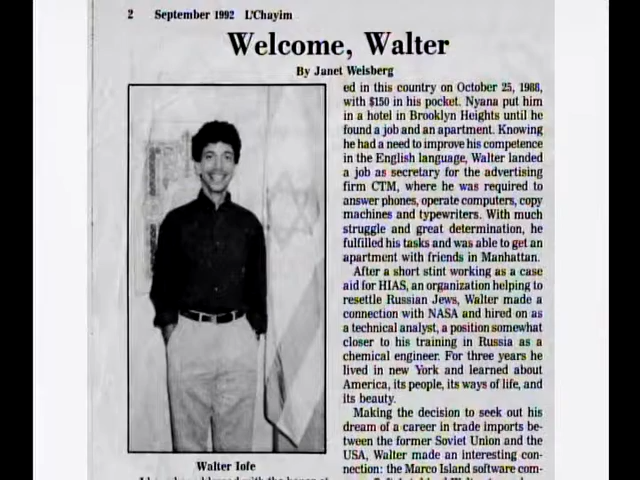 2 September 1992 L'Chayim
Welcome, Walter
By Janet Weisberg
ed in this country on October 25, 1988,
with $150 in his pocket. Nyana put him
in a hotel in Brooklyn Heights until he
found a job and an apartment. Knowing
he had a need to improve his competence
in the English language, Walter landed
a job as secretary for the advertising
firm CTM, where he was required to
answer phones, operate computers, copy
machines and typewriters. With much
struggle and great determination, he
fulfilled his tasks and was able to get an
apartment with friends in Manhattan.
After a short stint working as a case
aid for HIAS, an organization helping to
resettle Russian Jews, Walter made a
connection with NASA and hired on as
a technical analyst, a position somewhat
closer to his training in Russia as a
chemical engineer. For three years he
lived in new York and learned about
America, its people, its ways of life, and
its beauty.
Making the decision to seek out his
dream of a career in trade imports be-
tween the former Soviet Union and the
USA, Walter made an interesting con-
nection: the Marco Island software com-
Walter Iofe